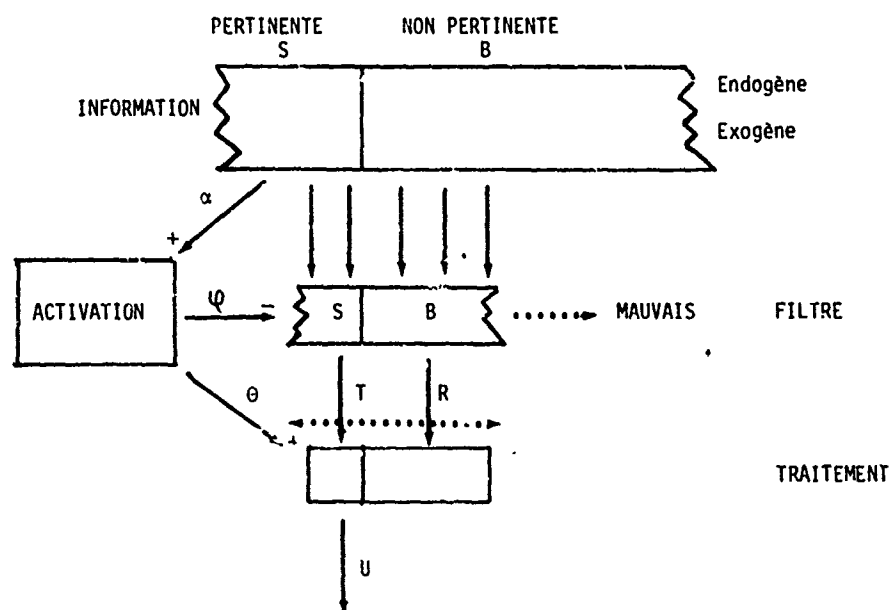 PERTINENTE NON PERTINENTE
S B
INFORMATION
Endogène
Exogène
α
+
ACTIVATION
φ
−
S B
MAUVAIS FILTRE
θ
T R
+
TRAITEMENT
U